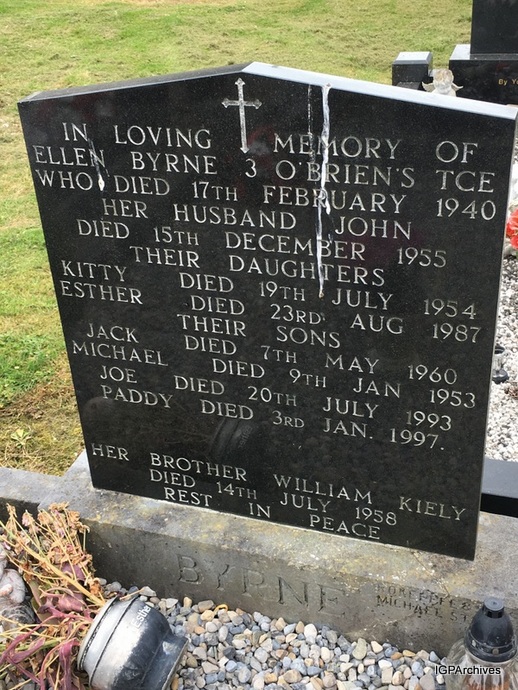 IN LOVING MEMORY OF
ELLEN BYRNE 3 O'BRIEN'S TCE
WHO DIED 17TH FEBRUARY 1940
HER HUSBAND JOHN
DIED 15TH DECEMBER 1955
THEIR DAUGHTERS
KITTY DIED 19TH JULY 1954
ESTHER DIED 23RD AUG 1987
THEIR SONS
JACK DIED 7TH MAY 1960
MICHAEL DIED 9TH JAN 1953
JOE DIED 20TH JULY 1993
PADDY DIED 3RD JAN. 1997.
HER BROTHER WILLIAM KIELY
DIED 14TH JULY 1958
REST IN PEACE
BYRNE
MICHAEL ST
By
IGPArchives